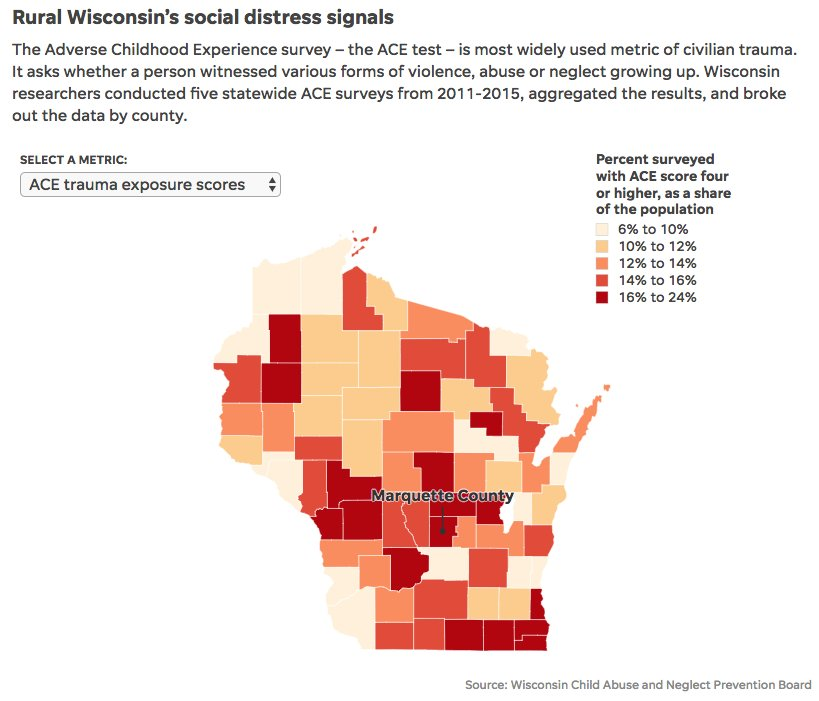 Rural Wisconsin's social distress signals
The Adverse Childhood Experience survey – the ACE test – is most widely used metric of civilian trauma.
It asks whether a person witnessed various forms of violence, abuse or neglect growing up. Wisconsin
researchers conducted five statewide ACE surveys from 2011-2015, aggregated the results, and broke
out the data by county.
SELECT A METRIC:
ACE trauma exposure scores
Percent surveyed
with ACE score four
or higher, as a share
of the population
6% to 10%
10% to 12%
12% to 14%
14% to 16%
16% to 24%
Marquette County
Source: Wisconsin Child Abuse and Neglect Prevention Board